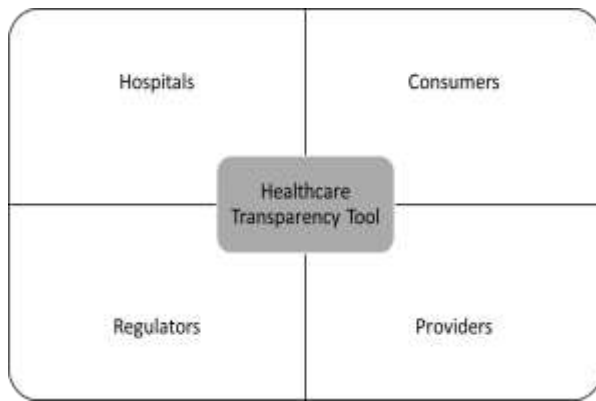 Hospitals
Consumers
Healthcare
Transparency Tool
Regulators
Providers